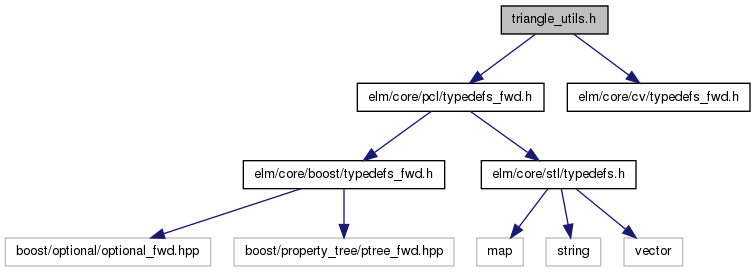 triangle_utils.h
elm/core/pcl/typedefs_fwd.h
elm/core/cv/typedefs_fwd.h
elm/core/boost/typedefs_fwd.h
elm/core/stl/typedefs.h
boost/optional/optional_fwd.hpp
boost/property_tree/ptree_fwd.hpp
map
string
vector